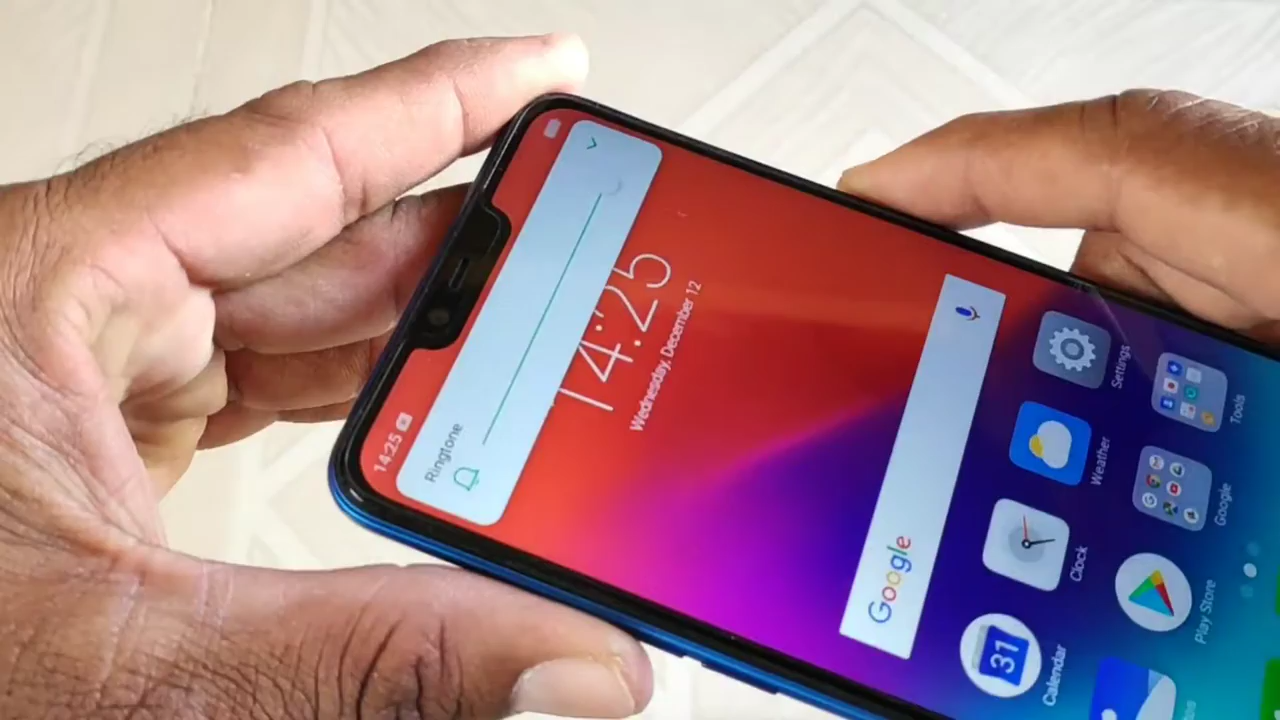 14:25
Ringtone
14:25
Wednesday, December 12
Google
Settings
Weather
Clock
Calendar
31
Tools
Google
Play Store